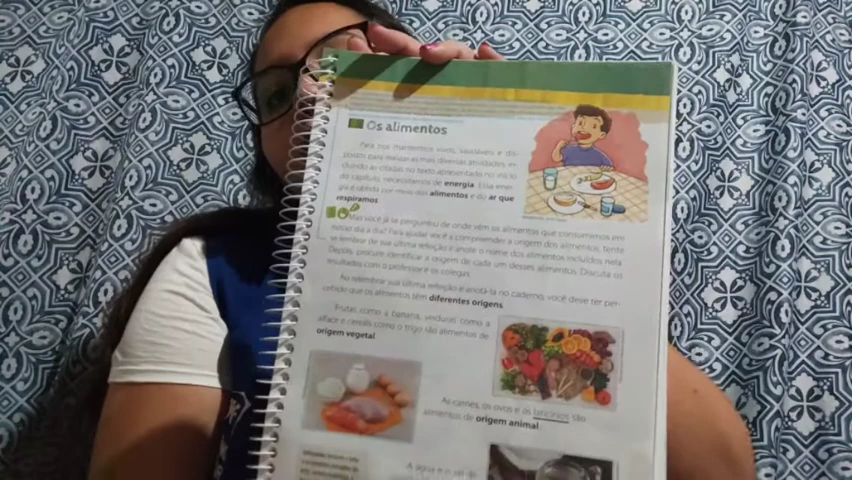 Os alimentos
Para nos mantermos vivos, saudáveis e dis-
postos para realizar as mais diversas atividades, in-
cluindo as citadas no texto apresentado no início
do capítulo, necessitamos de energia. Essa ener-
gia é obtida por meio dos alimentos e do ar que
respiramos.
Mas você já se perguntou de onde vêm os alimentos que consumimos em
nosso dia a dia? Para ajudar você a compreender a origem dos alimentos, tente
se lembrar de sua última refeição e anote o nome dos alimentos incluídos nela.
Depois, procure identificar a origem de cada um desses alimentos. Discuta os
resultados com o professor e os colegas.
Ao relembrar sua última refeição e anotá-la no caderno, você deve ter per-
cebido que os alimentos têm diferentes origens.
Frutas como a banana, verduras como a
alface e cereais como o trigo são alimentos de
origem vegetal.
As carnes, os ovos e os laticínios são
alimentos de origem animal.
A água e o sal do